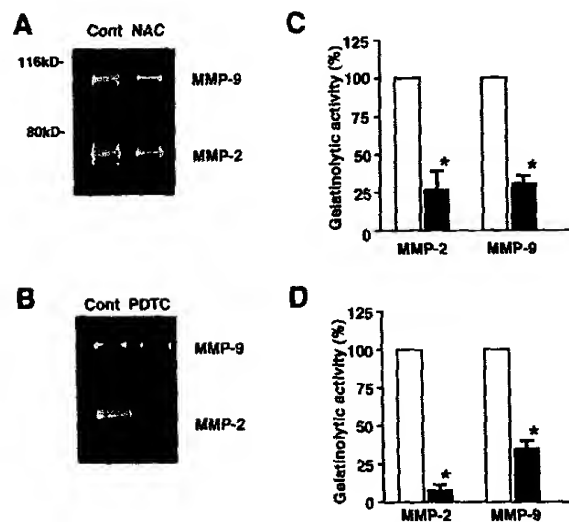 A
Cont NAC
116kD-
MMP-9
80kD-
MMP-2
B
Cont PDTC
MMP-9
MMP-2
C
Gelatinolytic activity (%)
125
100
75
50
25
0
*
*
MMP-2
MMP-9
D
Gelatinolytic activity (%)
125
100
75
50
25
0
*
*
MMP-2
MMP-9